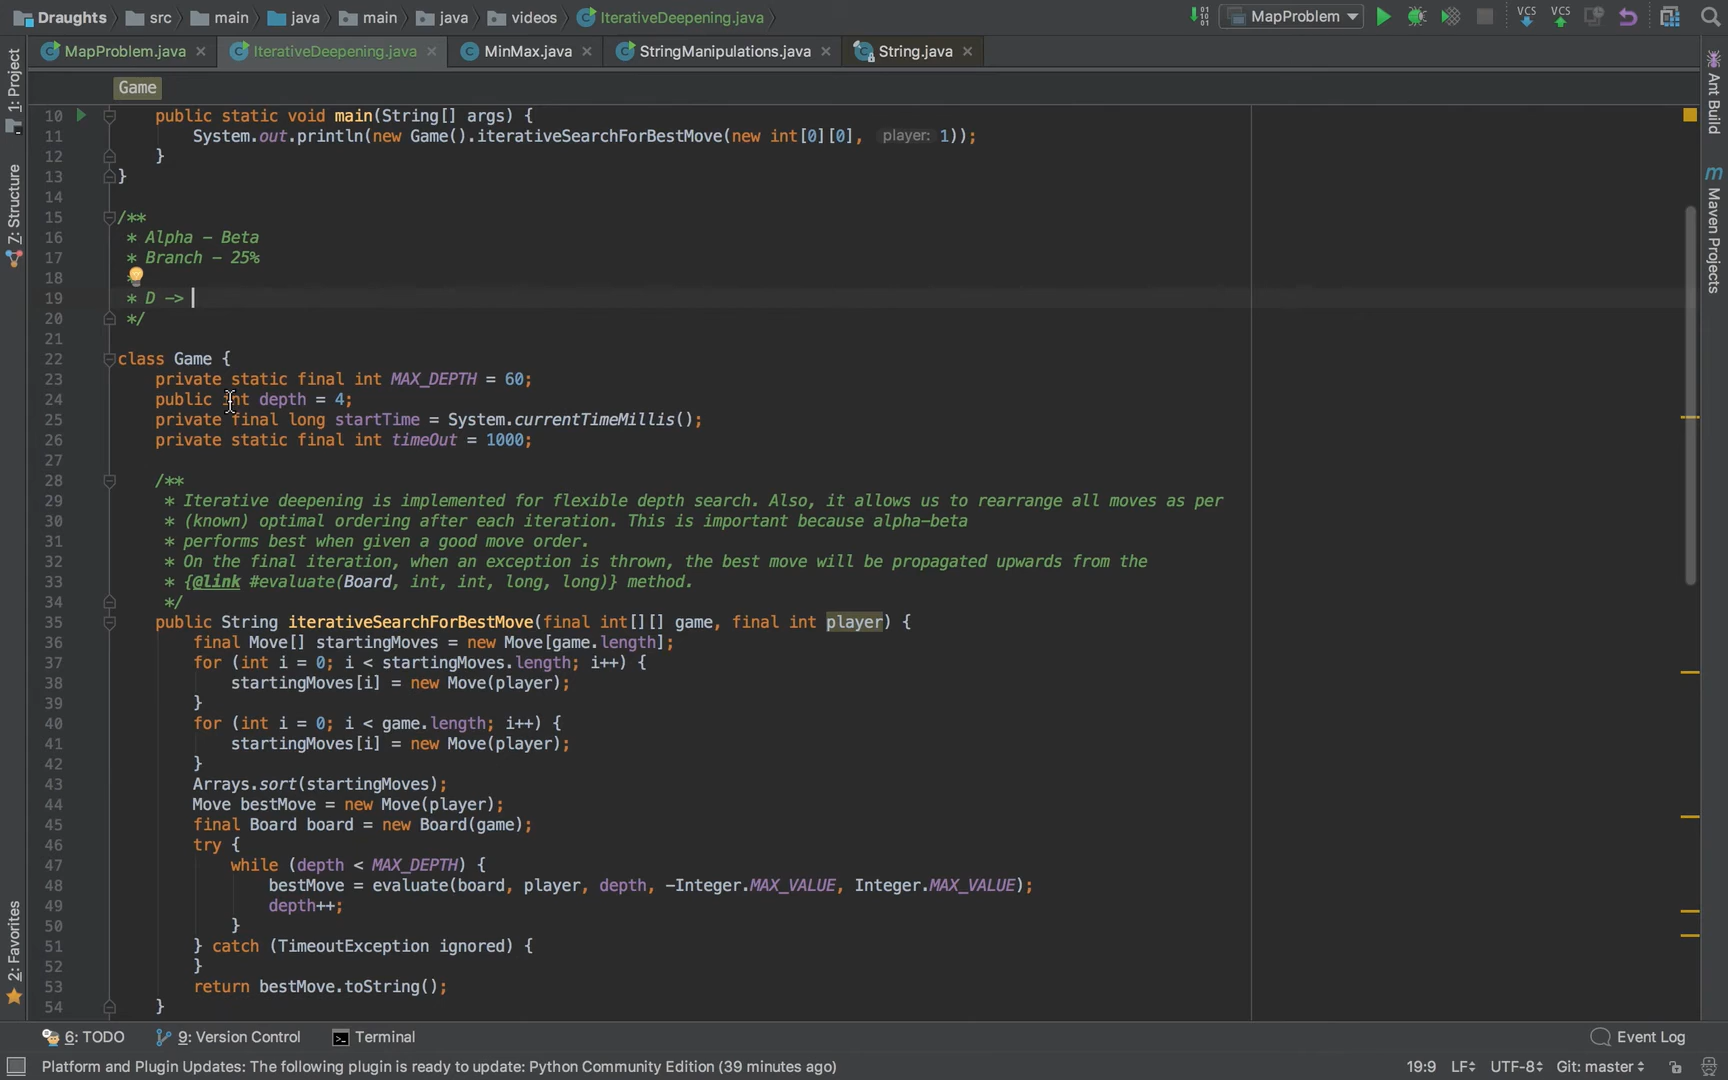 Draughts src main java main java videos IterativeDeepening.java MapProblem VCS VCS
MapProblem.java IterativeDeepening.java MinMax.java StringManipulations.java String.java
Game
1: Project
7: Structure
2: Favorites
Ant Build
Maven Projects
10 public static void main(String[] args) {
11 System.out.println(new Game().iterativeSearchForBestMove(new int[0][0], player: 1));
12 }
13 }
14
15 /**
16 * Alpha - Beta
17 * Branch - 25%
18
19 * D ->
20 */
21
22 class Game {
23 private static final int MAX_DEPTH = 60;
24 public int depth = 4;
25 private final long startTime = System.currentTimeMillis();
26 private static final int timeOut = 1000;
27
28 /**
29 * Iterative deepening is implemented for flexible depth search. Also, it allows us to rearrange all moves as per
30 * (known) optimal ordering after each iteration. This is important because alpha-beta
31 * performs best when given a good move order.
32 * On the final iteration, when an exception is thrown, the best move will be propagated upwards from the
33 * {@link #evaluate(Board, int, int, long, long)} method.
34 */
35 public String iterativeSearchForBestMove(final int[][] game, final int player) {
36 final Move[] startingMoves = new Move[game.length];
37 for (int i = 0; i < startingMoves.length; i++) {
38 startingMoves[i] = new Move(player);
39 }
40 for (int i = 0; i < game.length; i++) {
41 startingMoves[i] = new Move(player);
42 }
43 Arrays.sort(startingMoves);
44 Move bestMove = new Move(player);
45 final Board board = new Board(game);
46 try {
47 while (depth < MAX_DEPTH) {
48 bestMove = evaluate(board, player, depth, -Integer.MAX_VALUE, Integer.MAX_VALUE);
49 depth++;
50 }
51 } catch (TimeoutException ignored) {
52 }
53 return bestMove.toString();
54 }
6: TODO 9: Version Control Terminal Event Log
Platform and Plugin Updates: The following plugin is ready to update: Python Community Edition (39 minutes ago) 19:9 LF UTF-8 Git: master